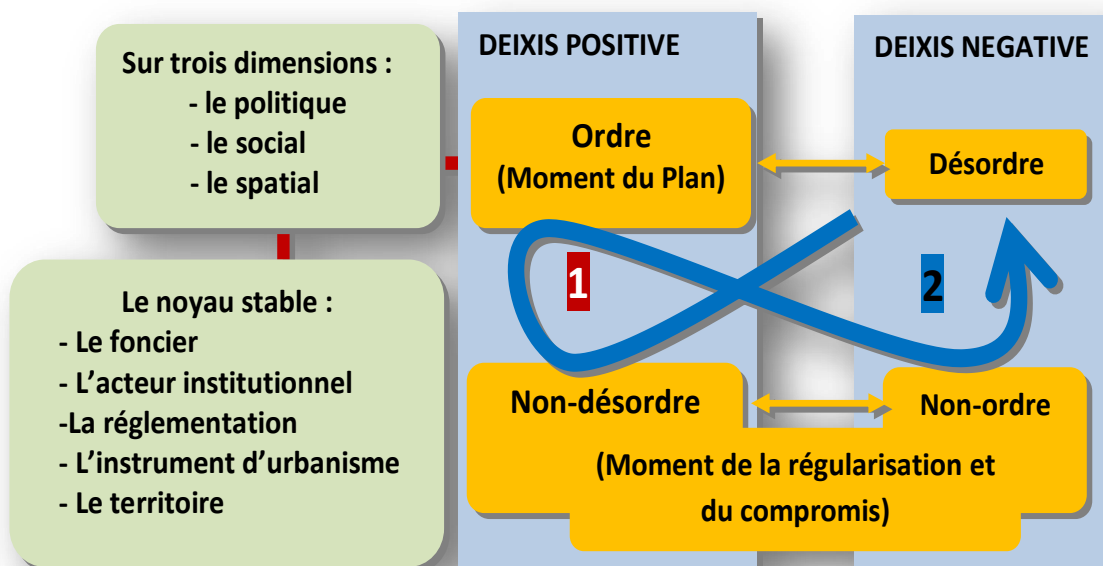 Sur trois dimensions :
- le politique
- le social
- le spatial
Le noyau stable :
- Le foncier
- L’acteur institutionnel
-La réglementation
- L’instrument d’urbanisme
- Le territoire
DEIXIS POSITIVE
DEIXIS NEGATIVE
Ordre
(Moment du Plan)
Désordre
1
2
Non-désordre
Non-ordre
(Moment de la régularisation et
du compromis)